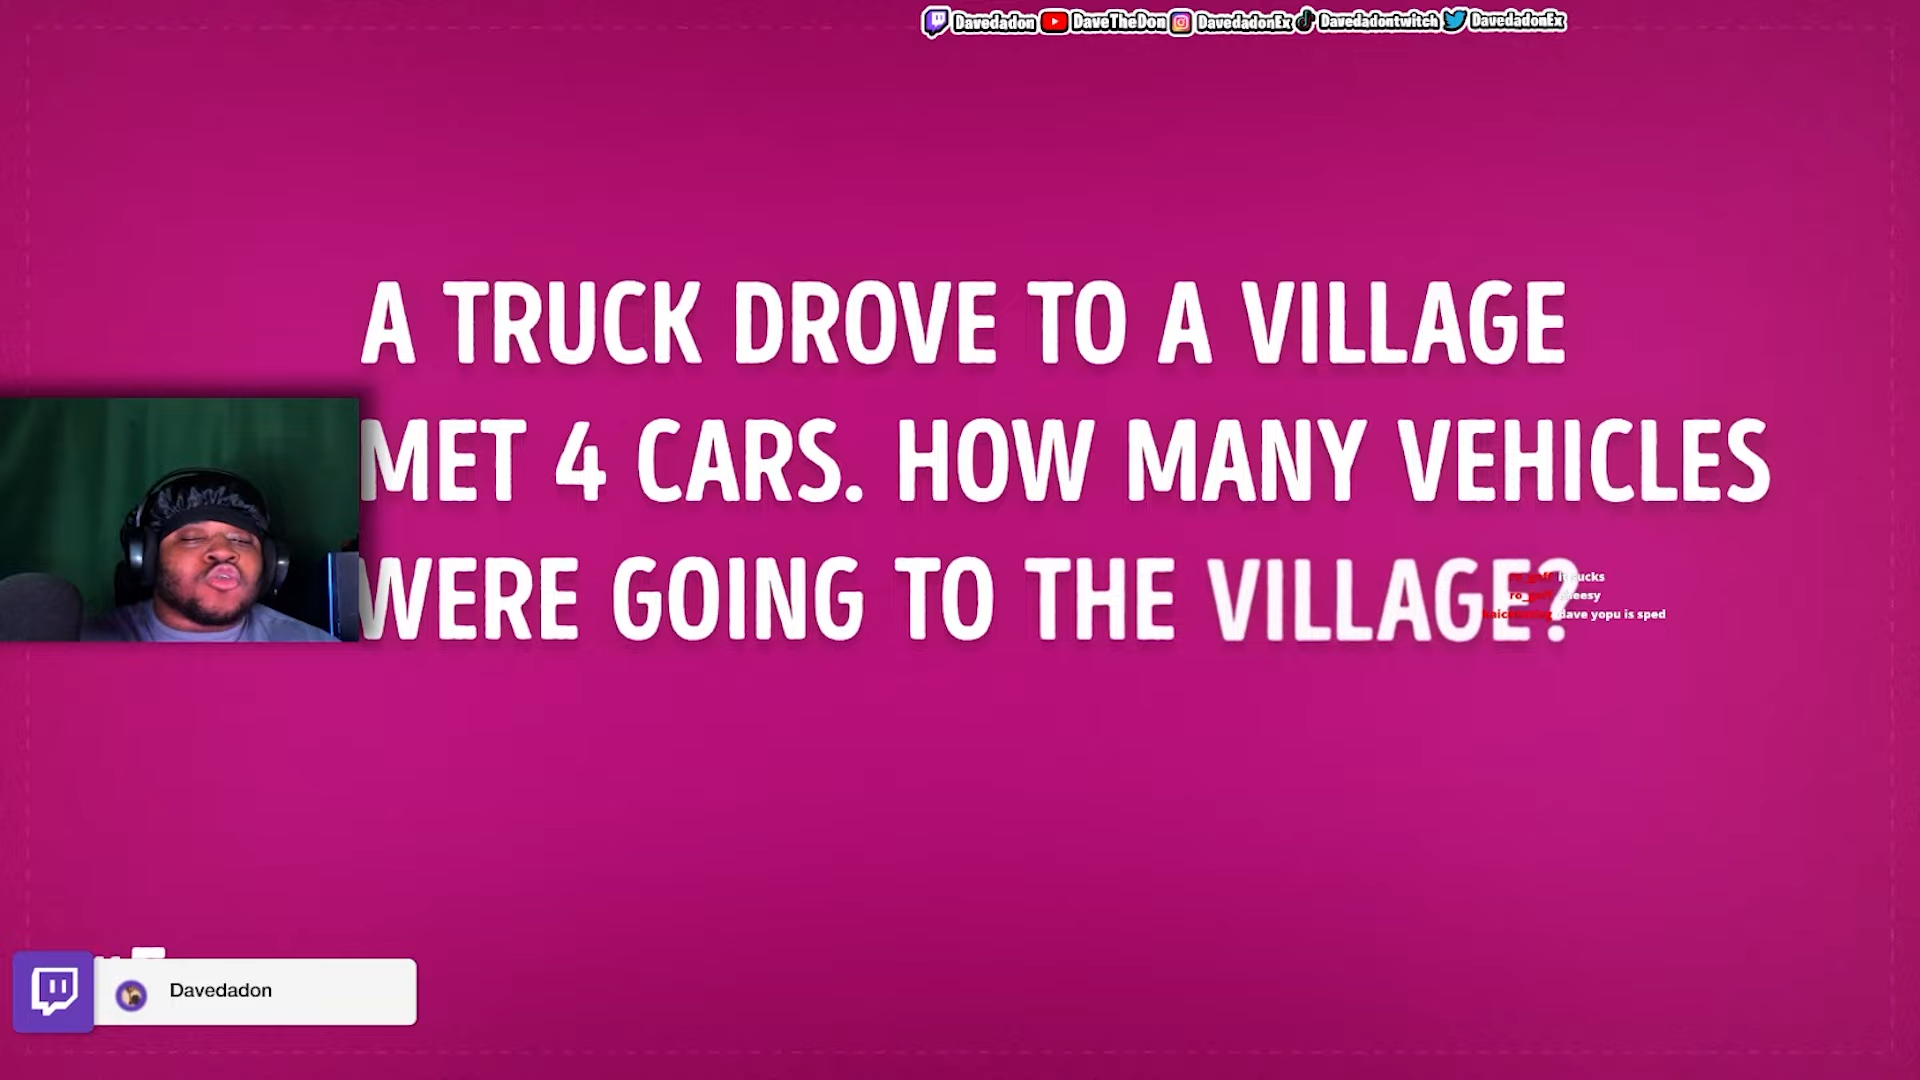 Davedadon DaveTheDon DavedadonEx Davedadontwitch DavedadonEx
A TRUCK DROVE TO A VILLAGE
MET 4 CARS. HOW MANY VEHICLES
WERE GOING TO THE VILLAGE?
dave yopu is sped
Davedadon